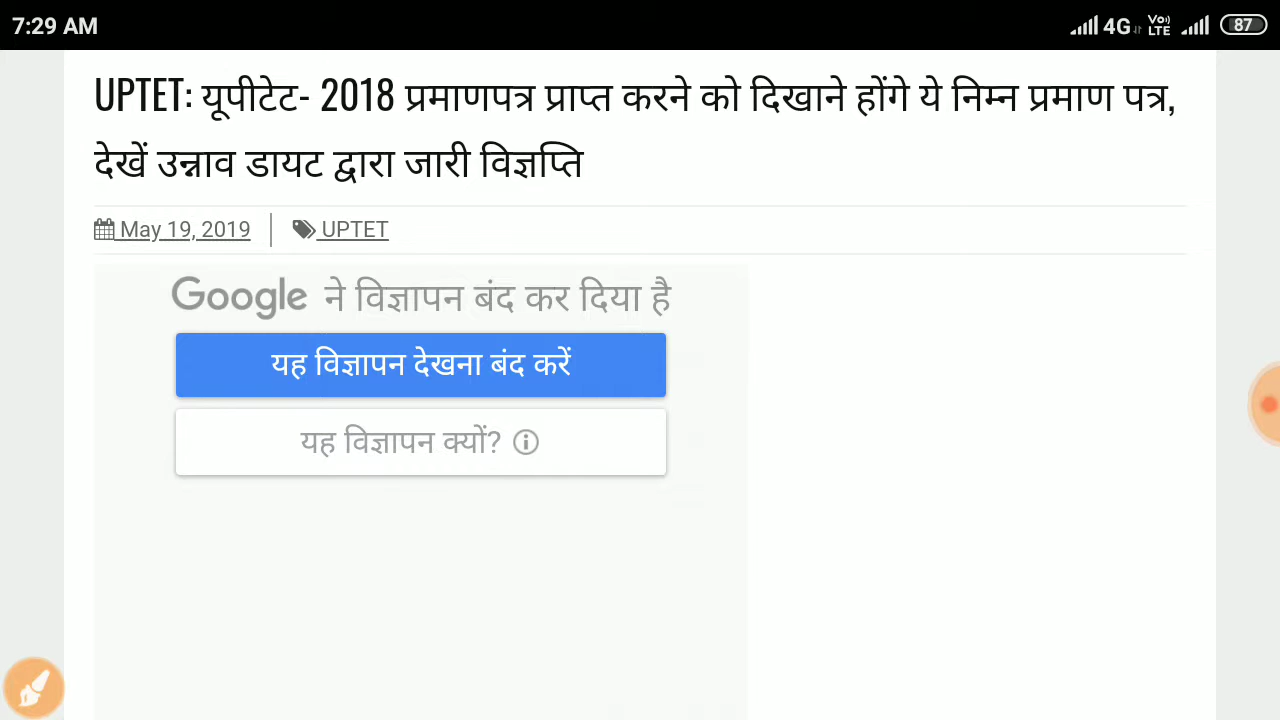 7:29 AM 4G VoLTE 87
UPTET: यूपीटेट- 2018 प्रमाणपत्र प्राप्त करने को दिखाने होंगे ये निम्न प्रमाण पत्र,
देखें उन्नाव डायट द्वारा जारी विज्ञप्ति
May 19, 2019 UPTET
Google ने विज्ञापन बंद कर दिया है
यह विज्ञापन देखना बंद करें
यह विज्ञापन क्यों?